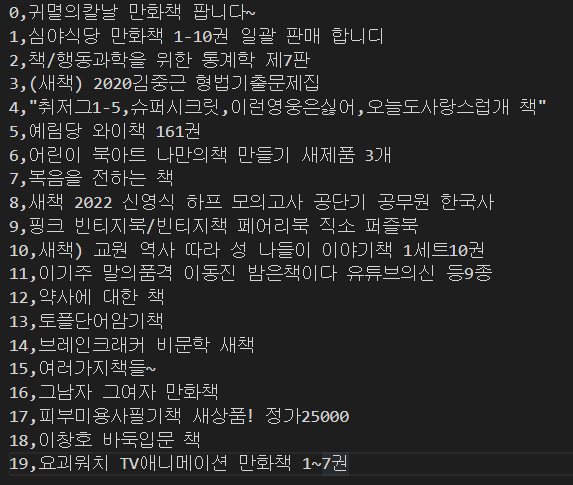 0,귀멸의칼날 만화책 팝니다~
1,심야식당 만화책 1-10권 일괄 판매 합니디
2,책/행동과학을 위한 통계학 제7판
3,(새책) 2020김중근 형법기출문제집
4,"취저그1-5,슈퍼시크릿,이런영웅은싫어,오늘도사랑스럽개 책"
5,예림당 와이책 161권
6,어린이 북아트 나만의책 만들기 새제품 3개
7,복음을 전하는 책
8,새책 2022 신영식 하프 모의고사 공단기 공무원 한국사
9,핑크 빈티지북/빈티지책 페어리북 직소 퍼즐북
10,새책) 교원 역사 따라 성 나들이 이야기책 1세트10권
11,이기주 말의품격 이동진 밤은책이다 유튜브의신 등9종
12,약사에 대한 책
13,토플단어암기책
14,브레인크래커 비문학 새책
15,여러가지책들~
16,그남자 그여자 만화책
17,피부미용사필기책 새상품! 정가25000
18,이창호 바둑입문 책
19,요괴워치 TV애니메이션 만화책 1~7권